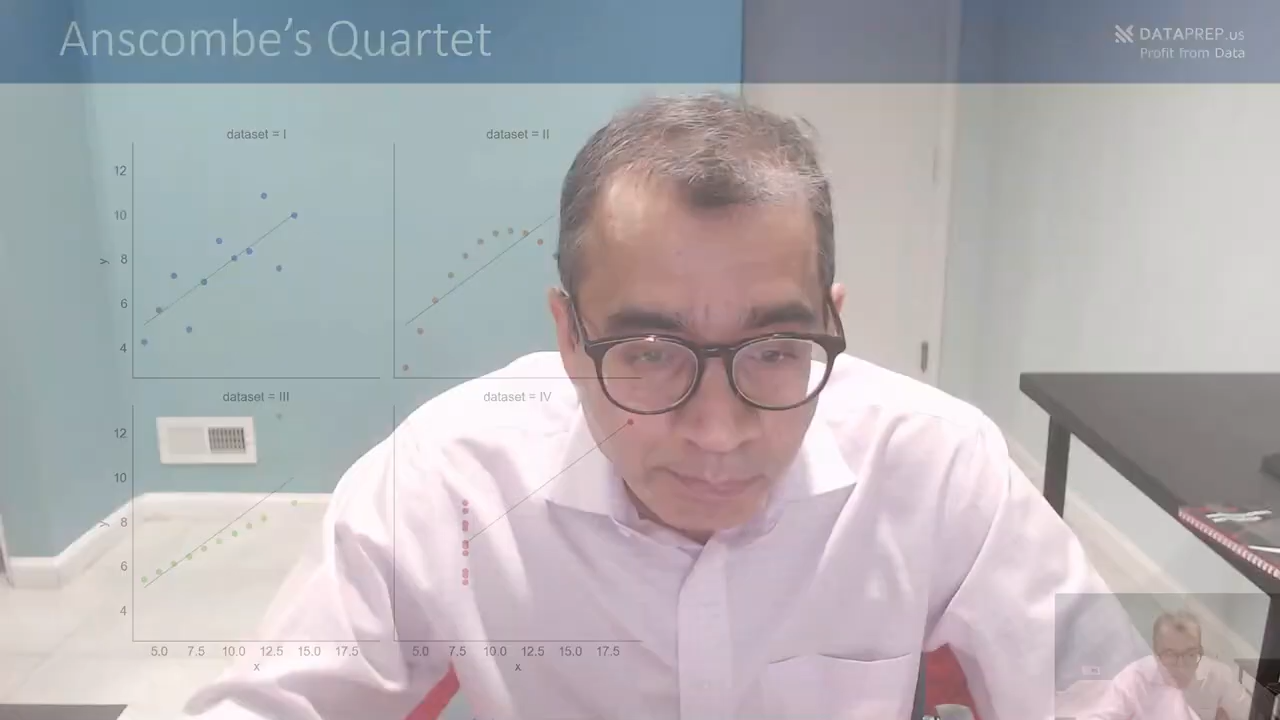 Anscombe's Quartet
DATAPREP.us
Profit from Data
dataset = I
dataset = II
12
10
8
6
4
y
dataset = III
dataset = IV
12
10
8
6
4
y
5.0 7.5 10.0 12.5 15.0 17.5
5.0 7.5 10.0 12.5 15.0 17.5
x
x